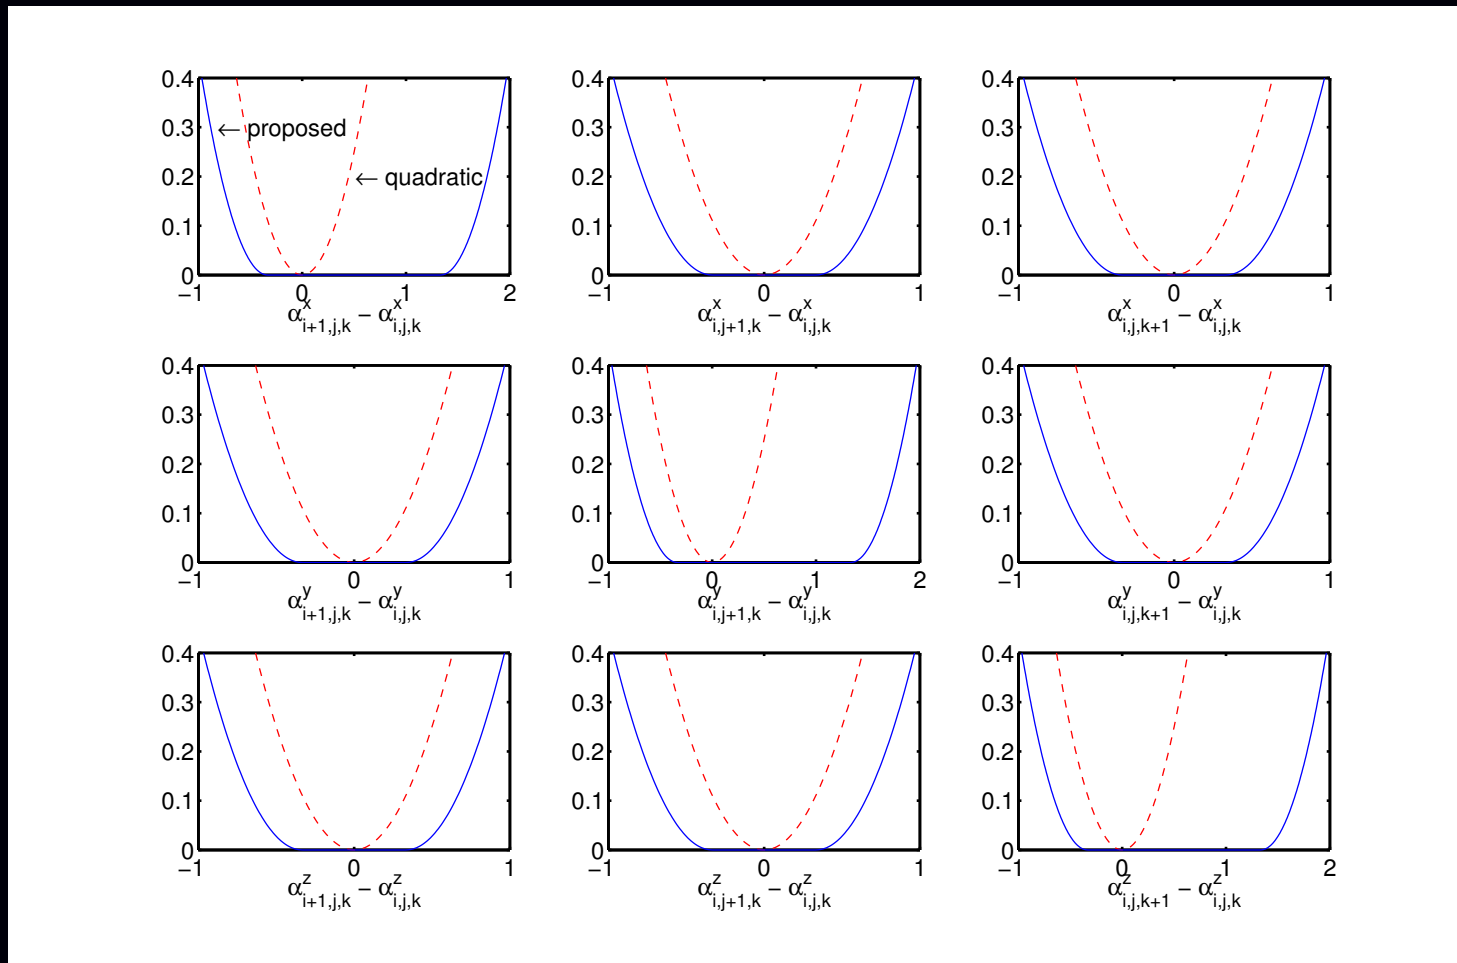 0.4 0.4 0.4
0.3 ← proposed 0.3 0.3
0.2 ← quadratic 0.2 0.2
0.1 0.1 0.1
0 0 0
−1 0 1 2 −1 0 1 −1 0 1
α^x_{i+1,j,k} − α^x_{i,j,k} α^x_{i,j+1,k} − α^x_{i,j,k} α^x_{i,j,k+1} − α^x_{i,j,k}
0.4 0.4 0.4
0.3 0.3 0.3
0.2 0.2 0.2
0.1 0.1 0.1
0 0 0
−1 0 1 −1 0 1 2 −1 0 1
α^y_{i+1,j,k} − α^y_{i,j,k} α^y_{i,j+1,k} − α^y_{i,j,k} α^y_{i,j,k+1} − α^y_{i,j,k}
0.4 0.4 0.4
0.3 0.3 0.3
0.2 0.2 0.2
0.1 0.1 0.1
0 0 0
−1 0 1 −1 0 1 −1 0 1 2
α^z_{i+1,j,k} − α^z_{i,j,k} α^z_{i,j+1,k} − α^z_{i,j,k} α^z_{i,j,k+1} − α^z_{i,j,k}